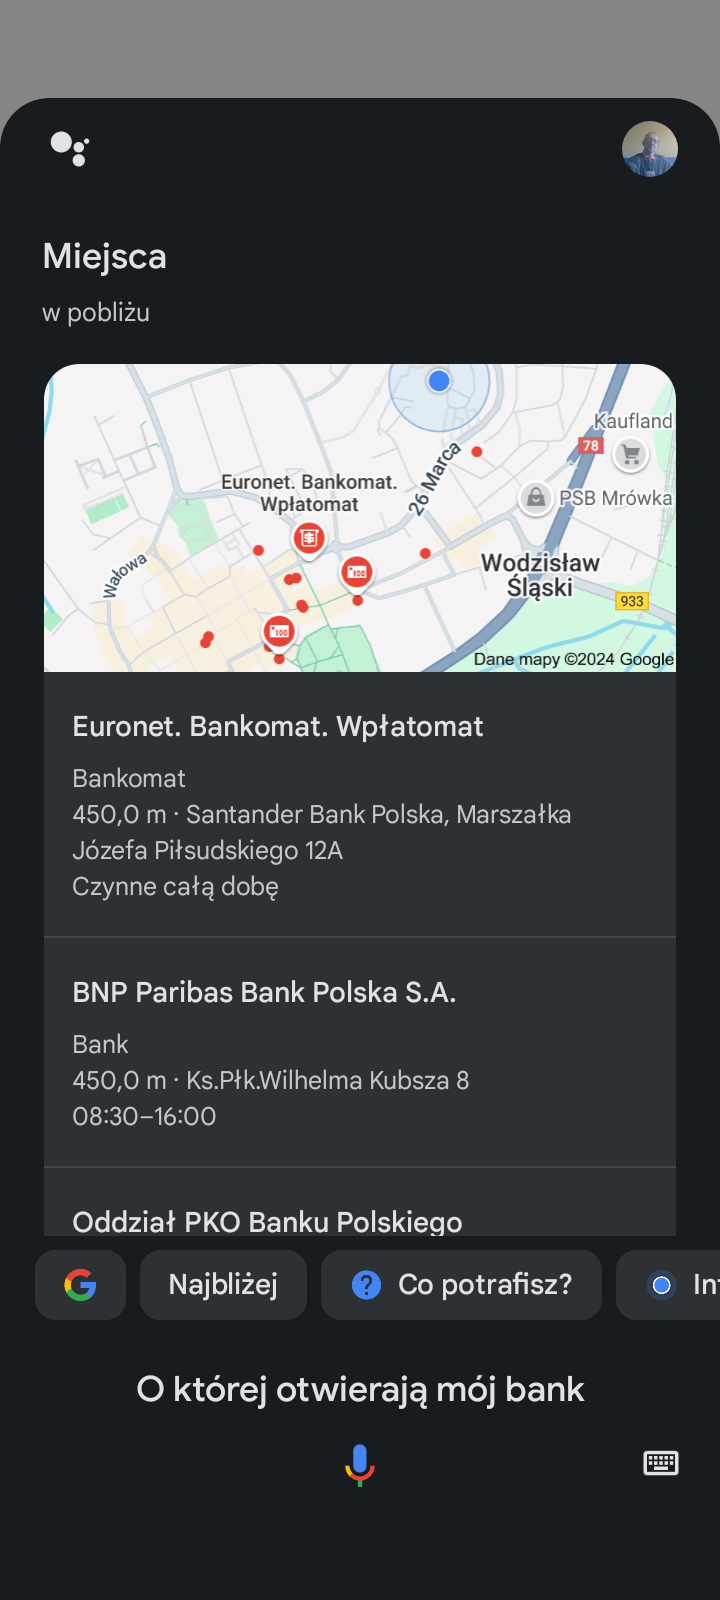 Miejsca
w pobliżu
Kaufland
78
Euronet. Bankomat.
Wpłatomat
26 Marca
PSB Mrówka
Wałowa
Wodzisław
Śląski
933
Dane mapy ©2024 Google
Euronet. Bankomat. Wpłatomat
Bankomat
450,0 m · Santander Bank Polska, Marszałka
Józefa Piłsudskiego 12A
Czynne całą dobę
BNP Paribas Bank Polska S.A.
Bank
450,0 m · Ks.Płk.Wilhelma Kubsza 8
08:30–16:00
Oddział PKO Banku Polskiego
Najbliżej
Co potrafisz?
O której otwierają mój bank